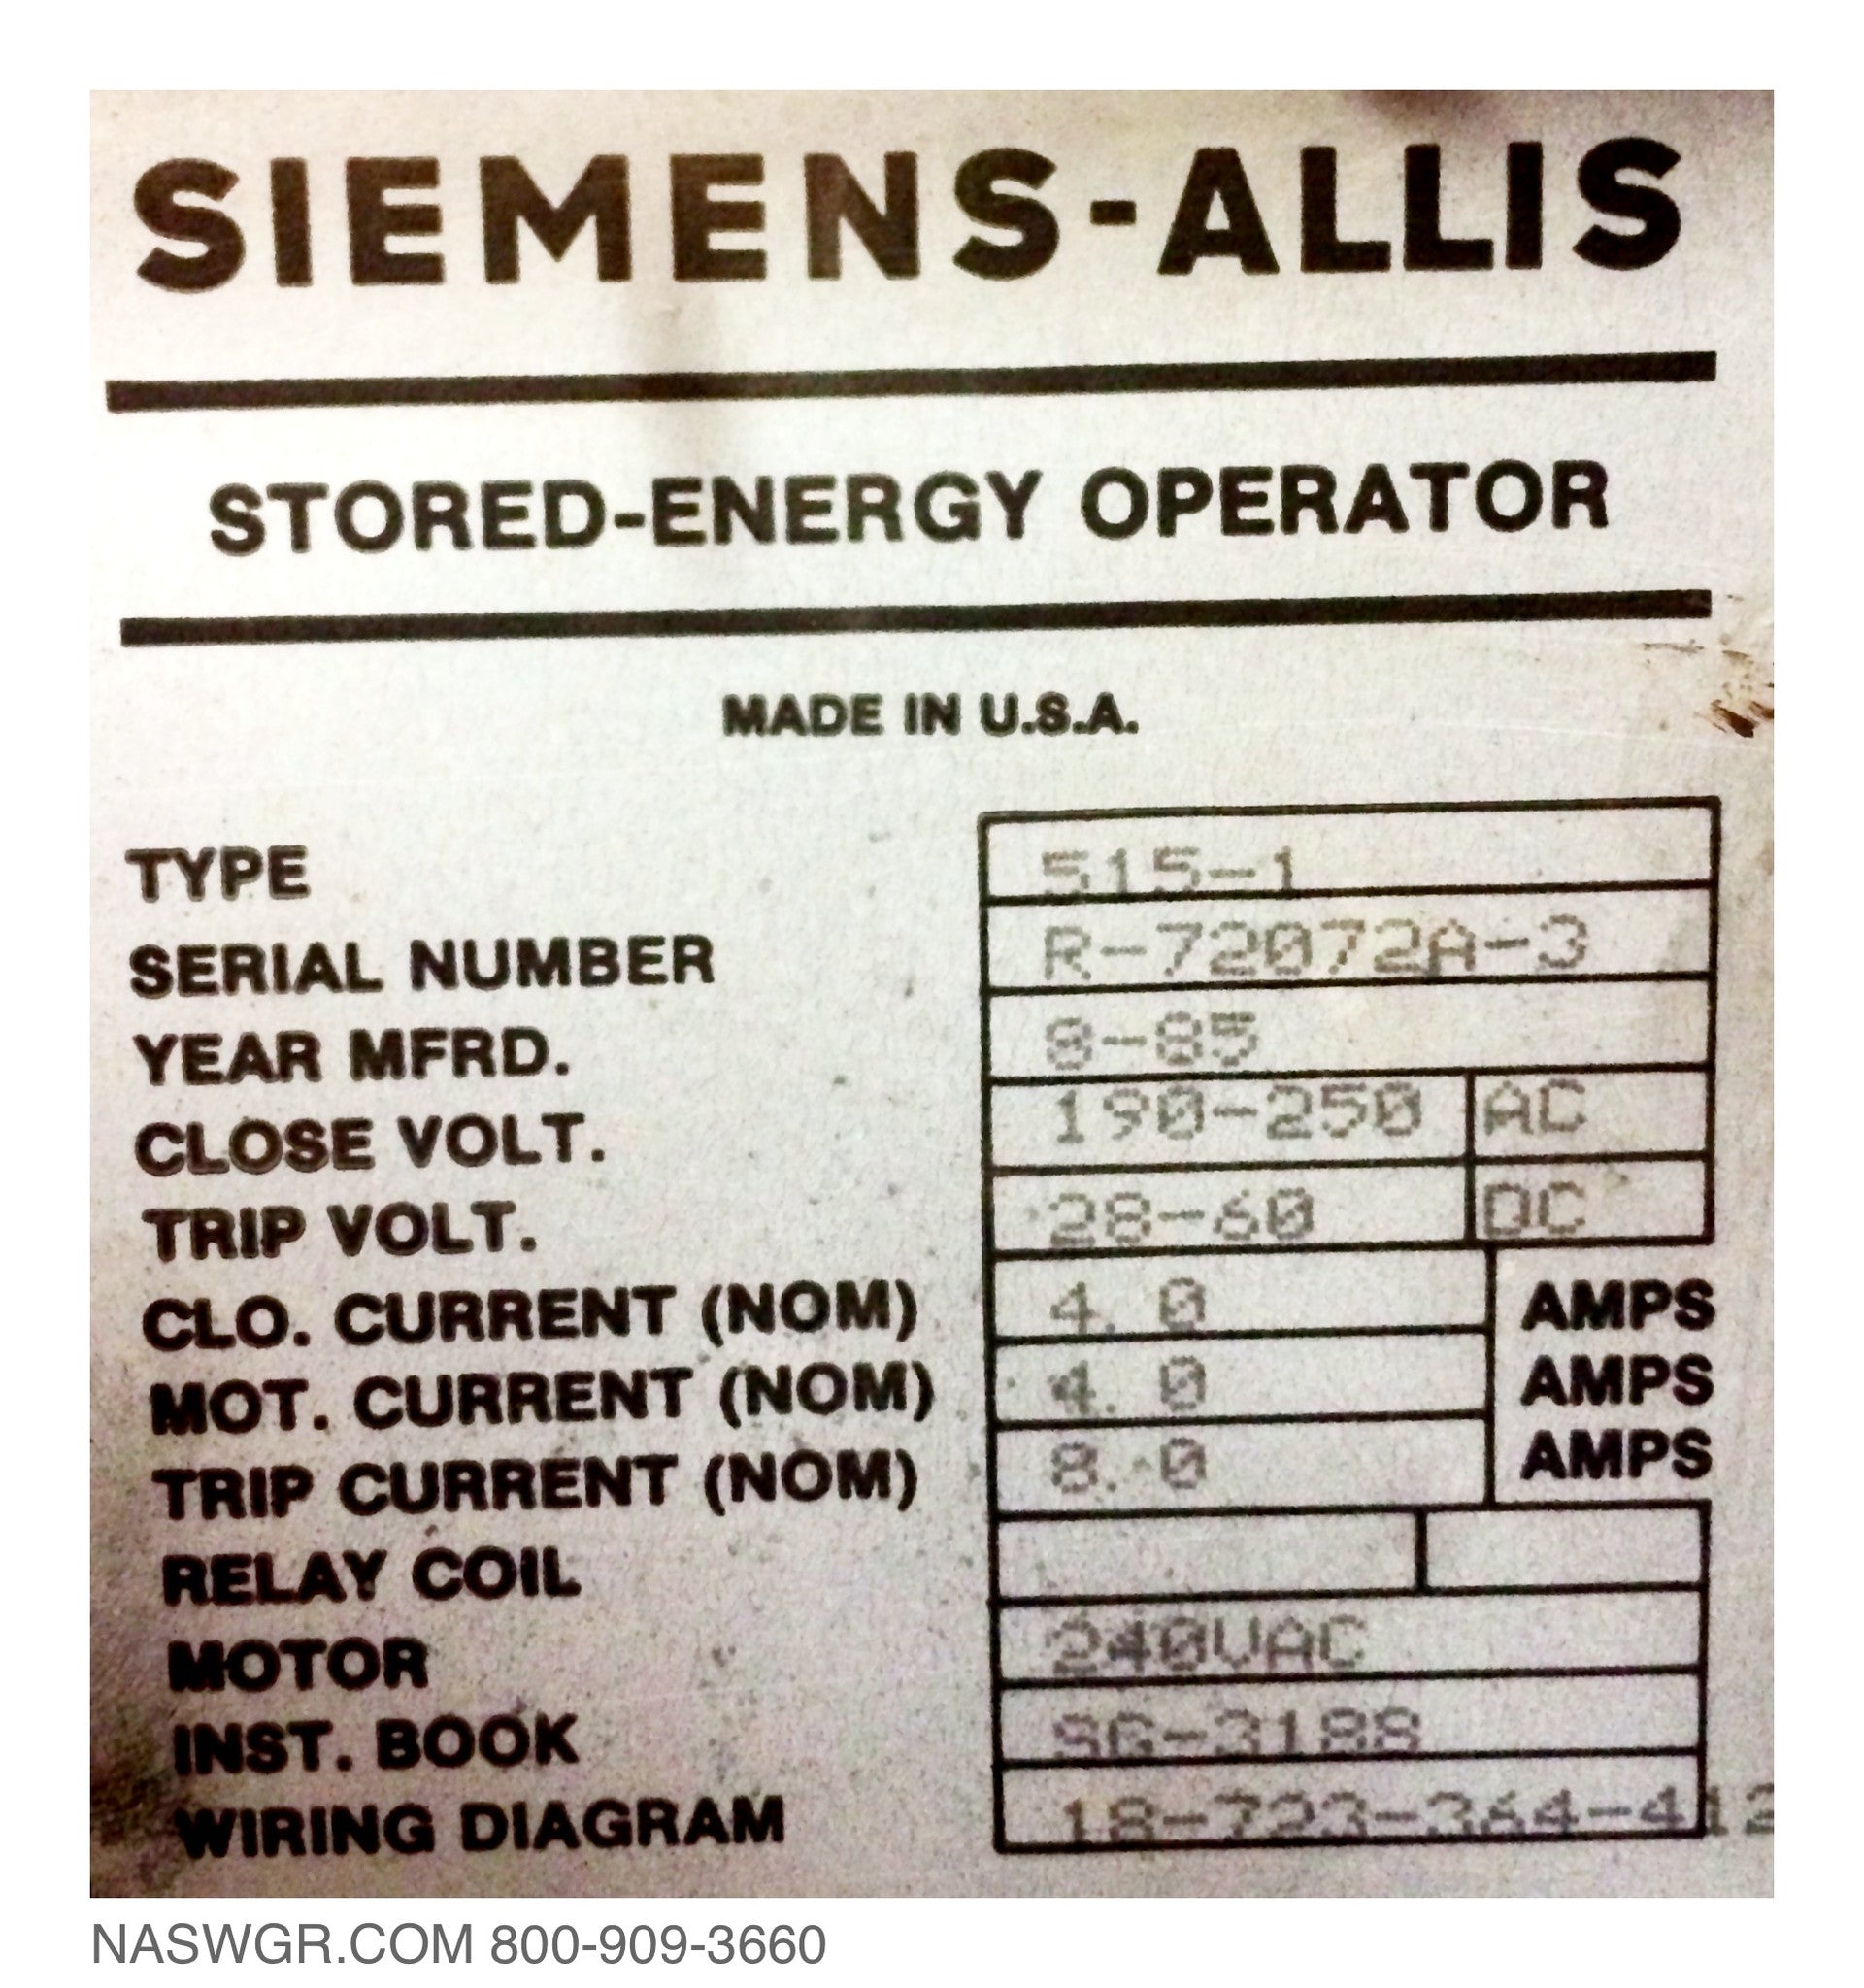 SIEMENS-ALLIS
STORED-ENERGY OPERATOR
MADE IN U.S.A.
TYPE 515-1
SERIAL NUMBER R-72072A-3
YEAR MFRD. 8-85
CLOSE VOLT. 190-250 AC
TRIP VOLT. 28-60 DC
CLO. CURRENT (NOM) 4.0 AMPS
MOT. CURRENT (NOM) 4.0 AMPS
TRIP CURRENT (NOM) 8.0 AMPS
RELAY COIL
MOTOR 240VAC
INST. BOOK SG-3188
WIRING DIAGRAM 18-723-364-412
NASWGR.COM 800-909-3660